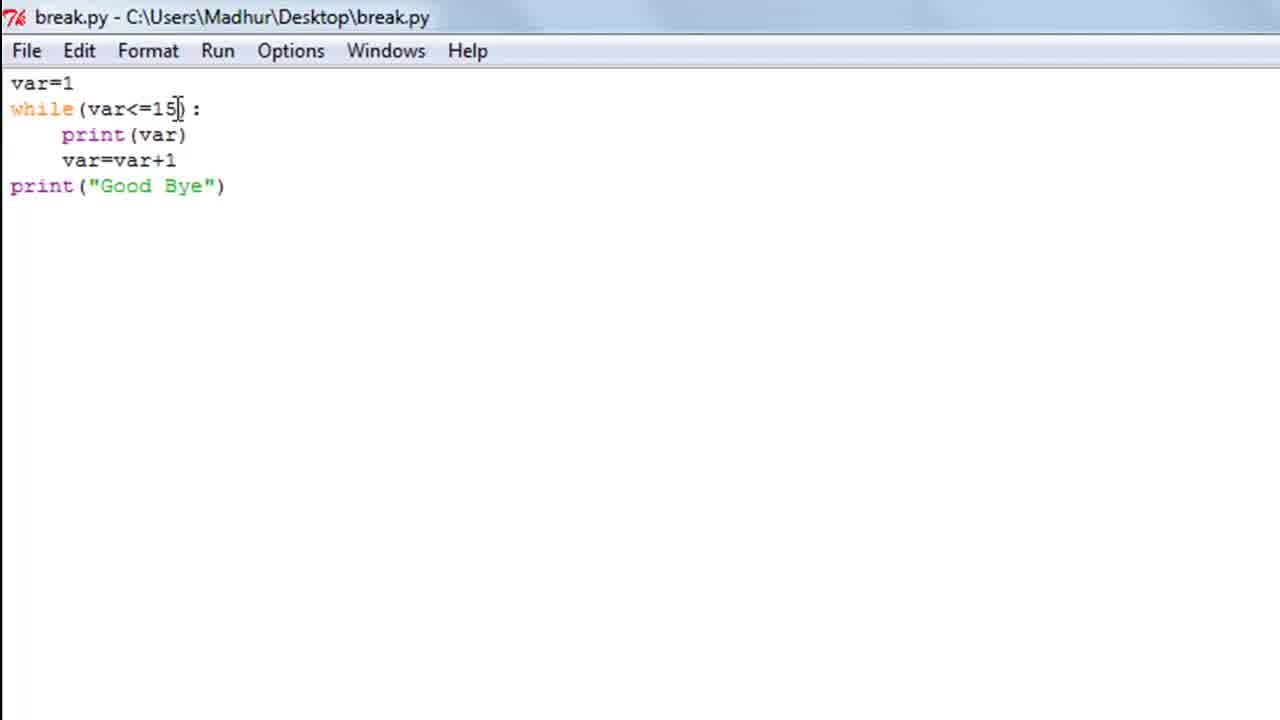 break.py - C:\Users\Madhur\Desktop\break.py
File Edit Format Run Options Windows Help
var=1
while(var<=15):
    print(var)
    var=var+1
print("Good Bye")